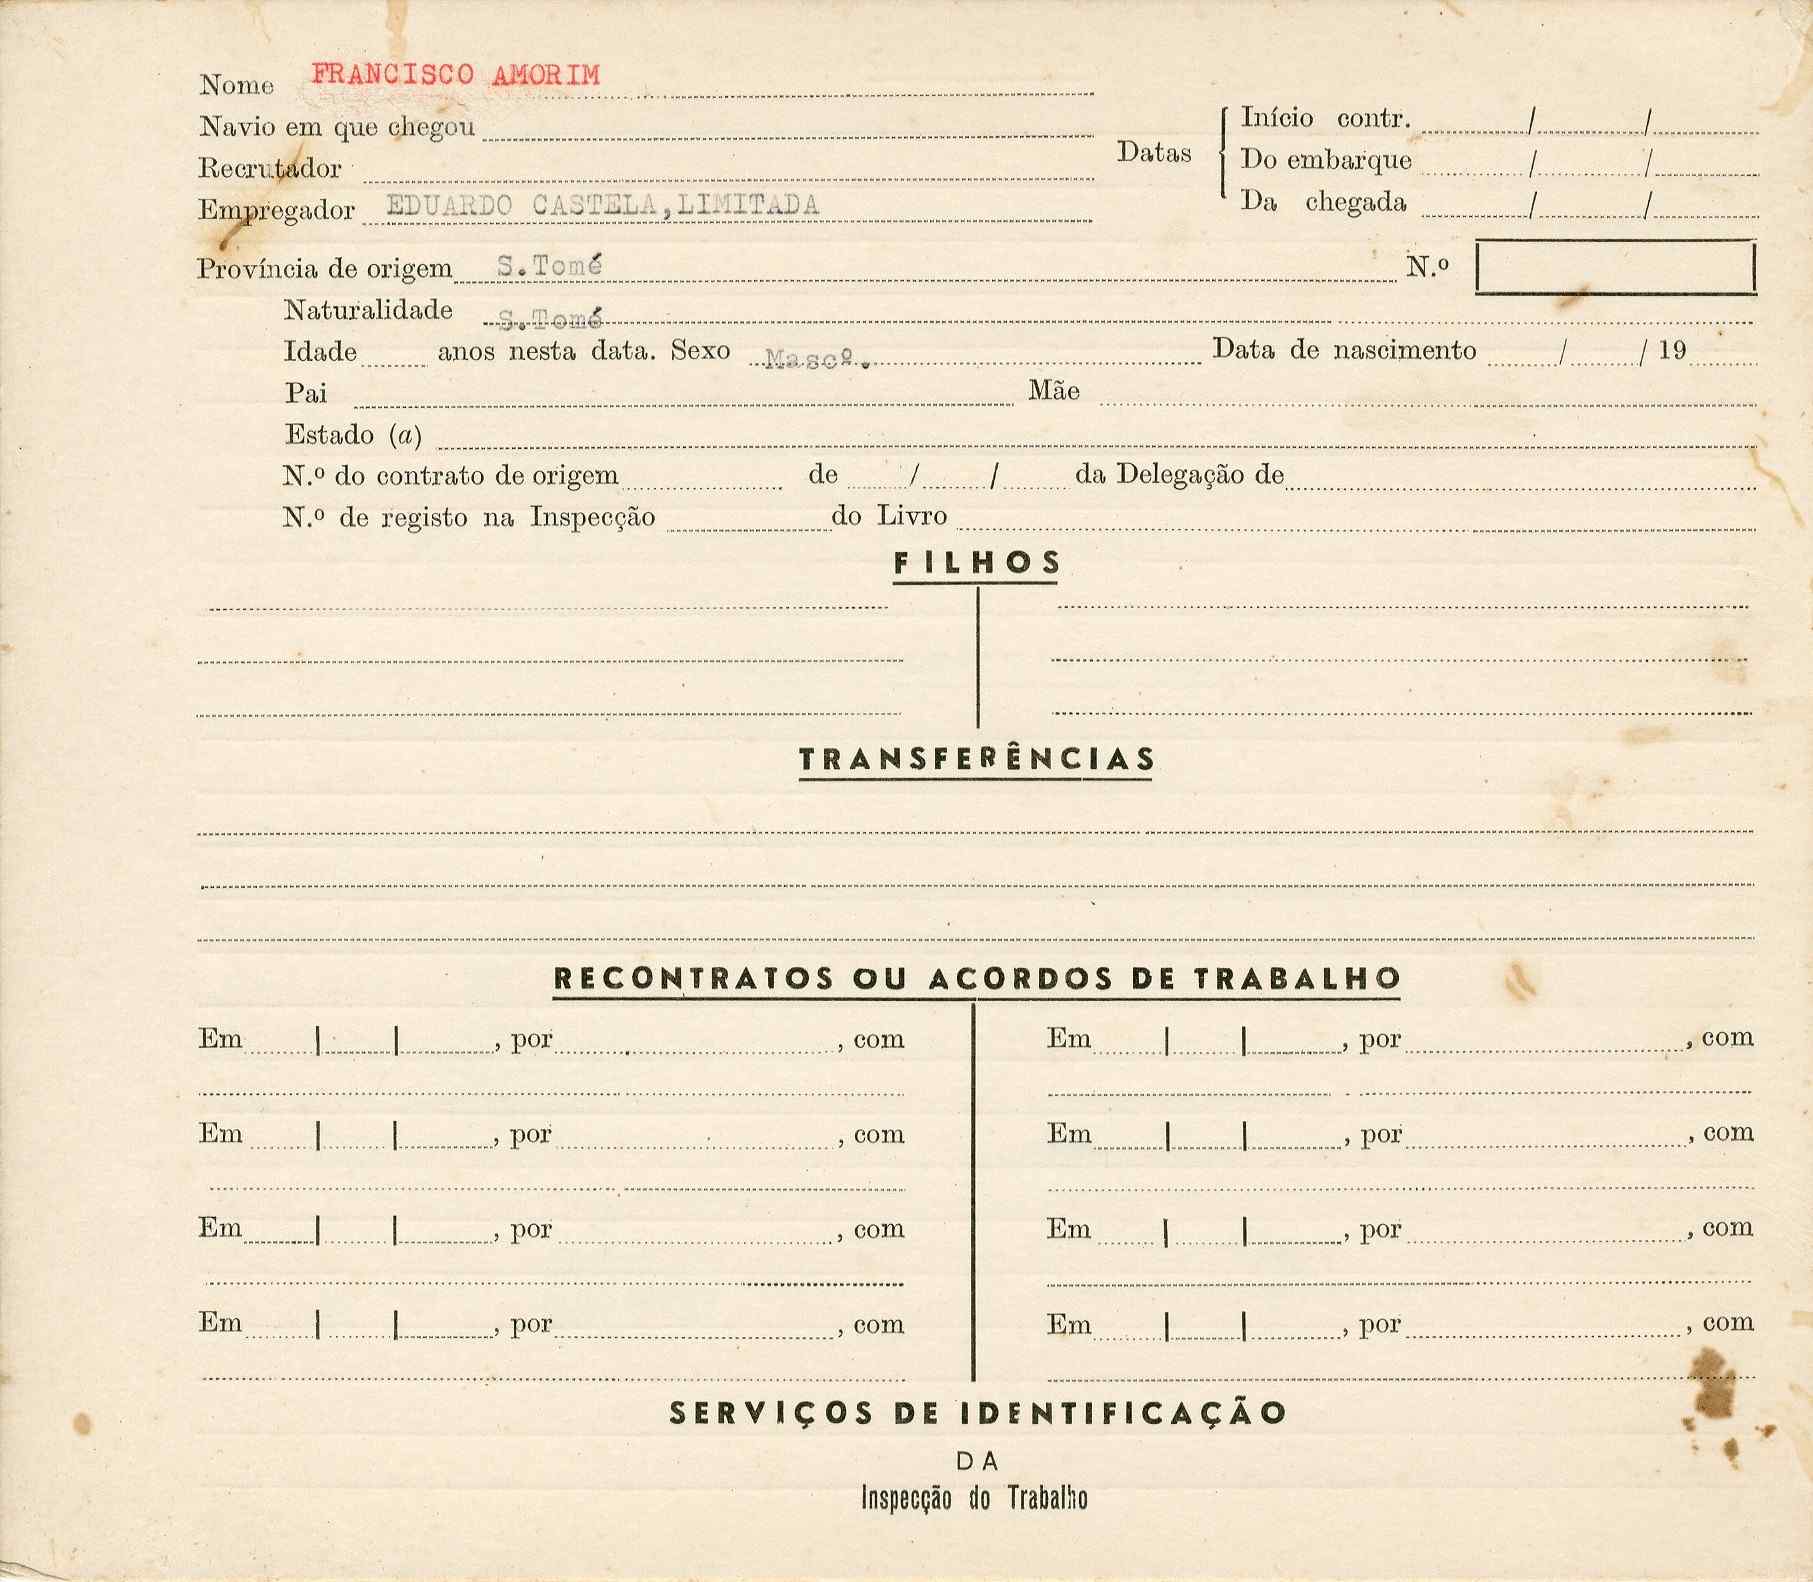 Nome FRANCISCO AMORIM
Navio em que chegou
Recrutador
Empregador EDUARDO CASTELA,LIMITADA
Datas
Início contr. / /
Do embarque / /
Da chegada / /
Província de origem S.Tomé N.º
Naturalidade S.Tomé
Idade anos nesta data. Sexo Mascº. Data de nascimento / / 19
Pai Mãe
Estado (a)
N.º do contrato de origem de / / da Delegação de
N.º de registo na Inspecção do Livro
FILHOS
TRANSFERÊNCIAS
RECONTRATOS OU ACORDOS DE TRABALHO
Em | | , por , com Em | | , por , com
Em | | , por , com Em | | , por , com
Em | | , por , com Em | | , por , com
Em | | , por , com Em | | , por , com
SERVIÇOS DE IDENTIFICAÇÃO
DA
Inspecção do Trabalho